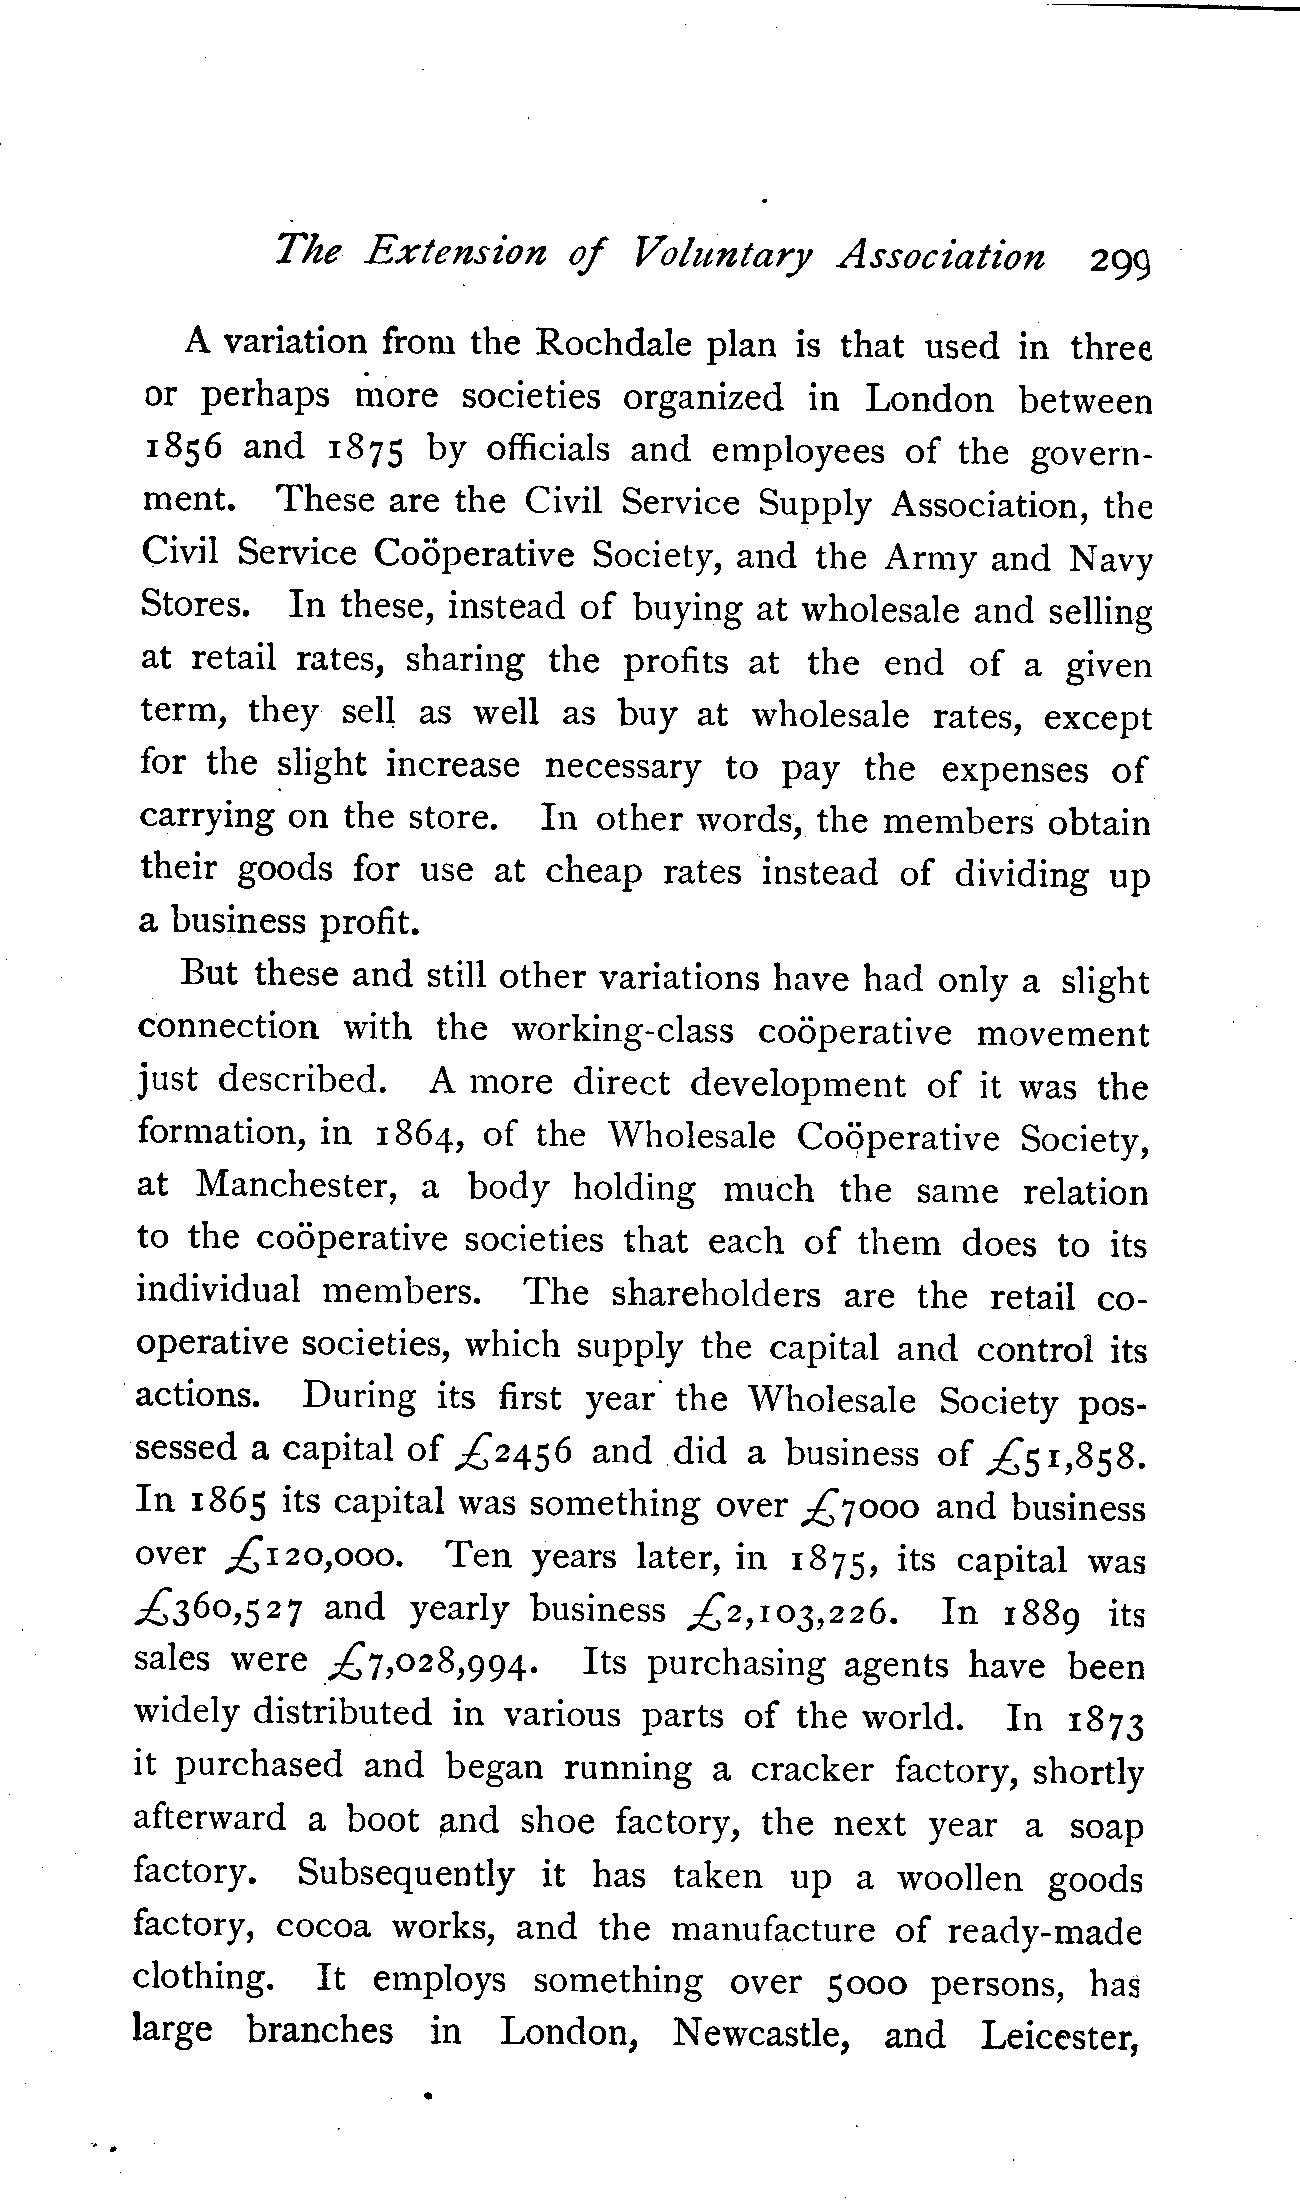 The Extension of Voluntary Association 299
A variation from the Rochdale plan is that used in three
or perhaps more societies organized in London between
1856 and 1875 by officials and employees of the govern-
ment. These are the Civil Service Supply Association, the
Civil Service Coöperative Society, and the Army and Navy
Stores. In these, instead of buying at wholesale and selling
at retail rates, sharing the profits at the end of a given
term, they sell as well as buy at wholesale rates, except
for the slight increase necessary to pay the expenses of
carrying on the store. In other words, the members obtain
their goods for use at cheap rates instead of dividing up
a business profit.
But these and still other variations have had only a slight
connection with the working-class coöperative movement
just described. A more direct development of it was the
formation, in 1864, of the Wholesale Coöperative Society,
at Manchester, a body holding much the same relation
to the coöperative societies that each of them does to its
individual members. The shareholders are the retail co-
operative societies, which supply the capital and control its
actions. During its first year the Wholesale Society pos-
sessed a capital of £2456 and did a business of £51,858.
In 1865 its capital was something over £7000 and business
over £120,000. Ten years later, in 1875, its capital was
£360,527 and yearly business £2,103,226. In 1889 its
sales were £7,028,994. Its purchasing agents have been
widely distributed in various parts of the world. In 1873
it purchased and began running a cracker factory, shortly
afterward a boot and shoe factory, the next year a soap
factory. Subsequently it has taken up a woollen goods
factory, cocoa works, and the manufacture of ready-made
clothing. It employs something over 5000 persons, has
large branches in London, Newcastle, and Leicester,